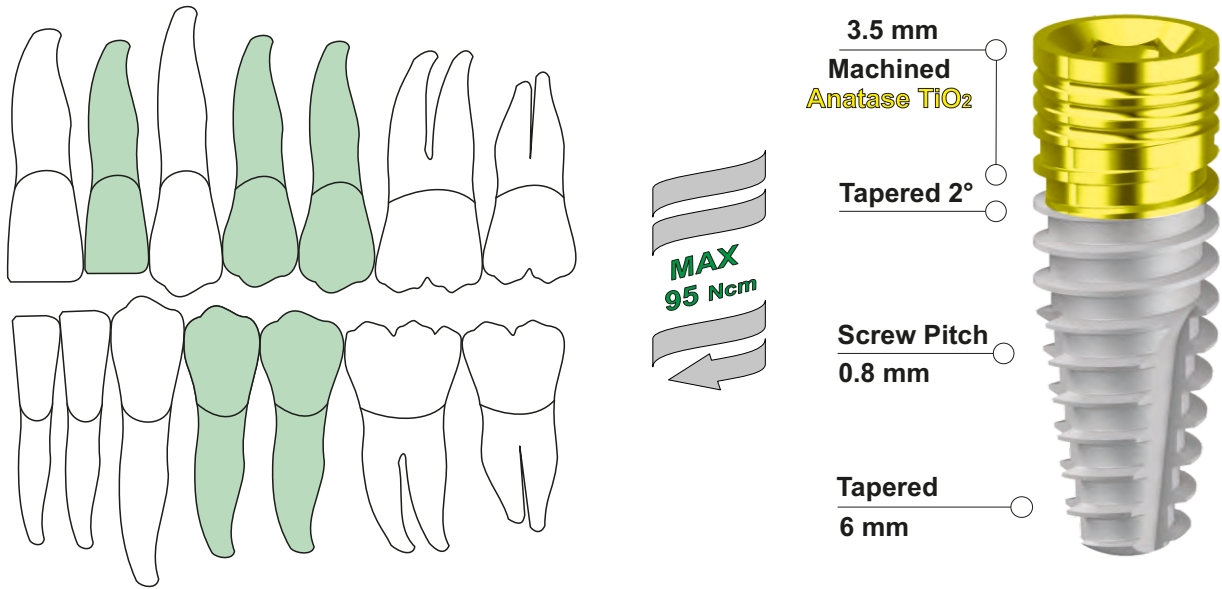 MAX
95 Ncm
3.5 mm
Machined
Anatase TiO2
Tapered 2°
Screw Pitch
0.8 mm
Tapered
6 mm